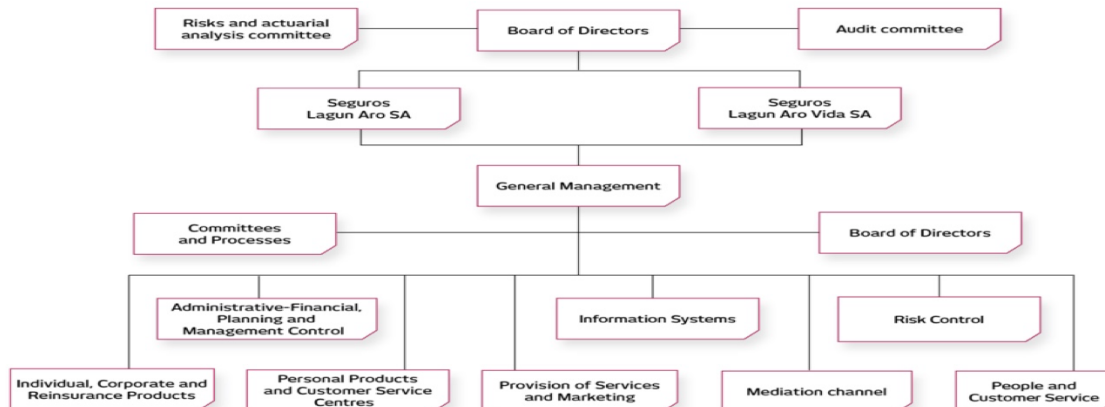 Risks and actuarial
analysis committee
Board of Directors
Audit committee
Seguros
Lagun Aro SA
Seguros
Lagun Aro Vida SA
General Management
Committees
and Processes
Board of Directors
Administrative-Financial,
Planning and
Management Control
Information Systems
Risk Control
Individual, Corporate and
Reinsurance Products
Personal Products
and Customer Service
Centres
Provision of Services
and Marketing
Mediation channel
People and
Customer Service